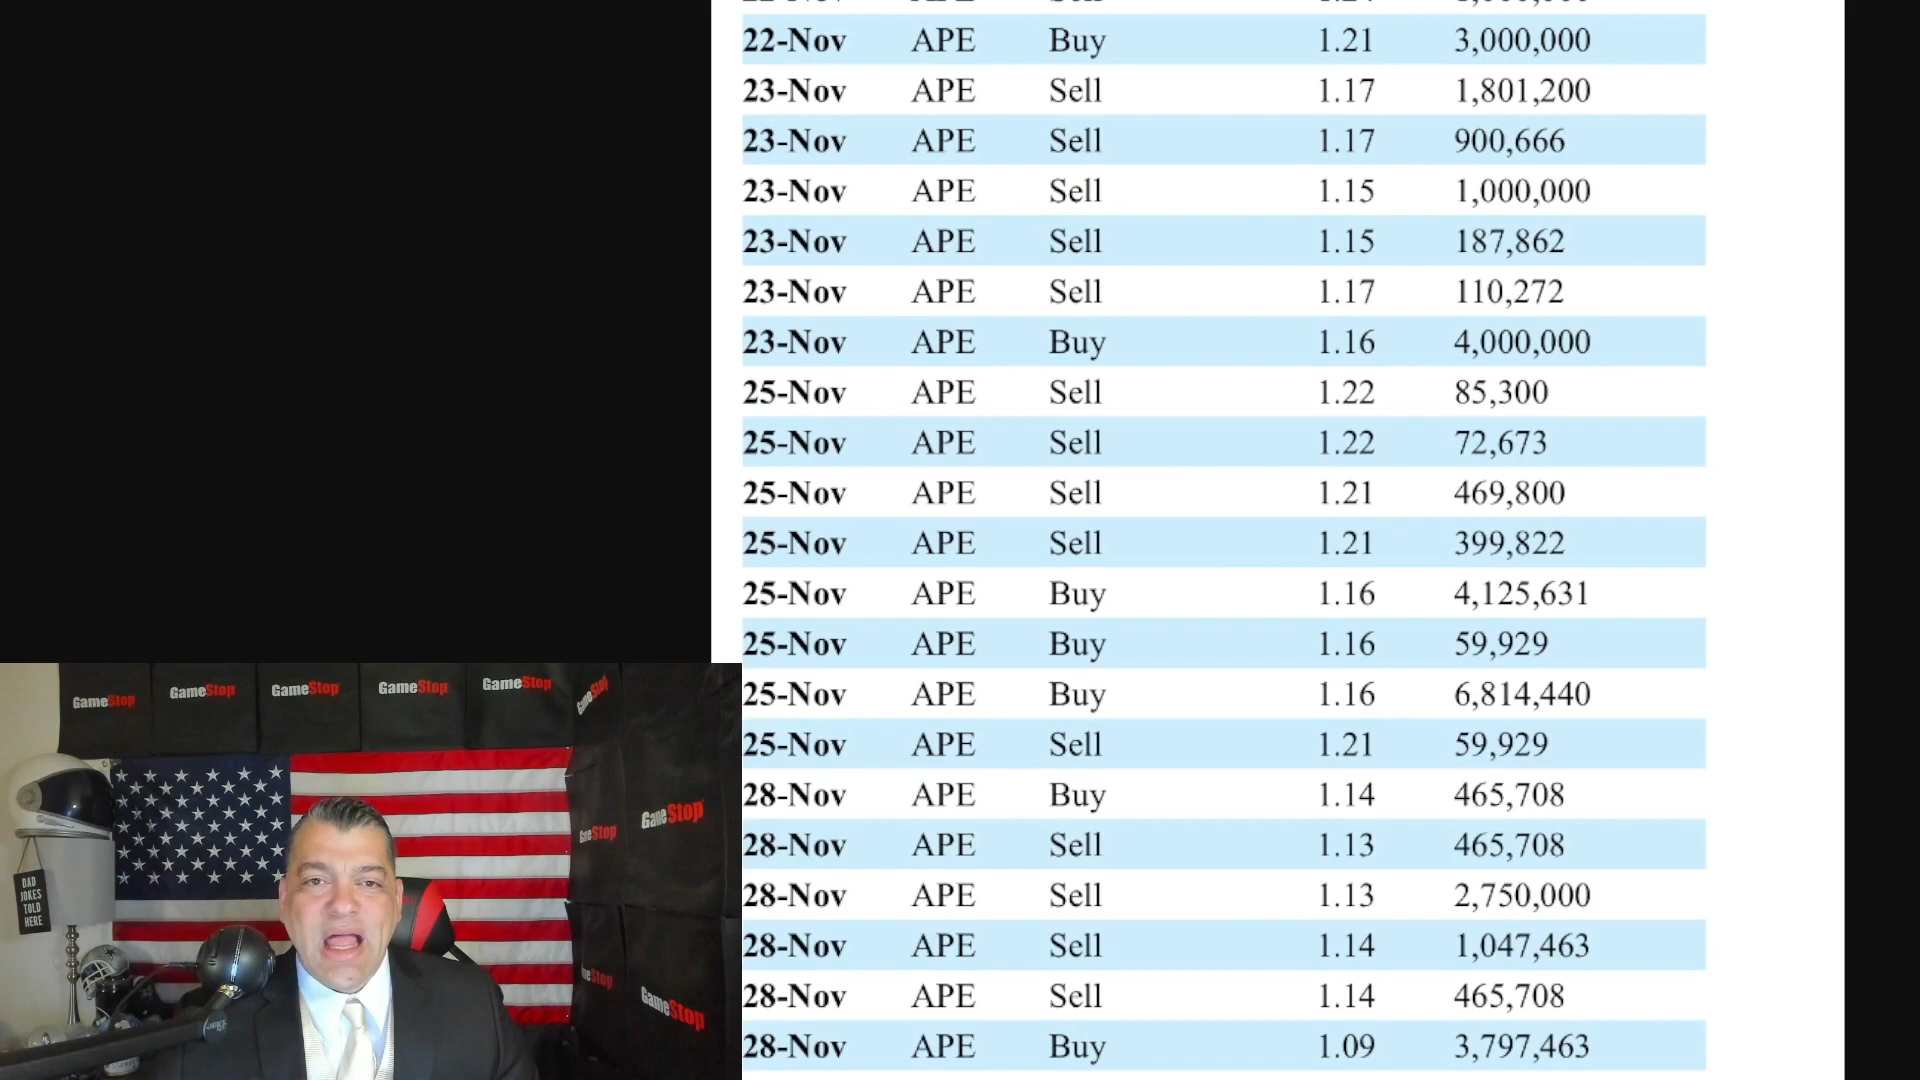 22-Nov APE Buy 1.21 3,000,000
23-Nov APE Sell 1.17 1,801,200
23-Nov APE Sell 1.17 900,666
23-Nov APE Sell 1.15 1,000,000
23-Nov APE Sell 1.15 187,862
23-Nov APE Sell 1.17 110,272
23-Nov APE Buy 1.16 4,000,000
25-Nov APE Sell 1.22 85,300
25-Nov APE Sell 1.22 72,673
25-Nov APE Sell 1.21 469,800
25-Nov APE Sell 1.21 399,822
25-Nov APE Buy 1.16 4,125,631
25-Nov APE Buy 1.16 59,929
25-Nov APE Buy 1.16 6,814,440
25-Nov APE Sell 1.21 59,929
28-Nov APE Buy 1.14 465,708
28-Nov APE Sell 1.13 465,708
28-Nov APE Sell 1.13 2,750,000
28-Nov APE Sell 1.14 1,047,463
28-Nov APE Sell 1.14 465,708
28-Nov APE Buy 1.09 3,797,463
GameStop GameStop GameStop GameStop GameStop GameStop
GameStop GameStop
GameStop
DAD
JOKES
TOLD
HERE